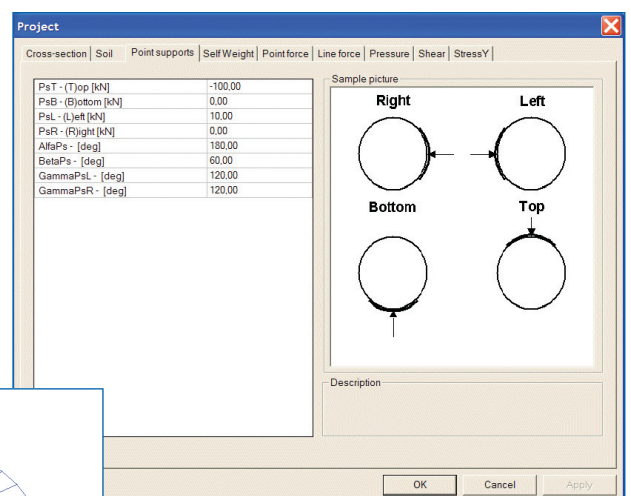 Project
Cross-section Soil Point supports Self Weight Point force Line force Pressure Shear StressY
PsT - (T)op [kN] -100,00
PsB - (B)ottom [kN] 0,00
PsL - (L)eft [kN] 10,00
PsR - (R)ight [kN] 0,00
AlfaPs - [deg] 180,00
BetaPs - [deg] 60,00
GammaPsL - [deg] 120,00
GammaPsR - [deg] 120,00
Sample picture
Right Left
Bottom Top
Description
OK Cancel Apply